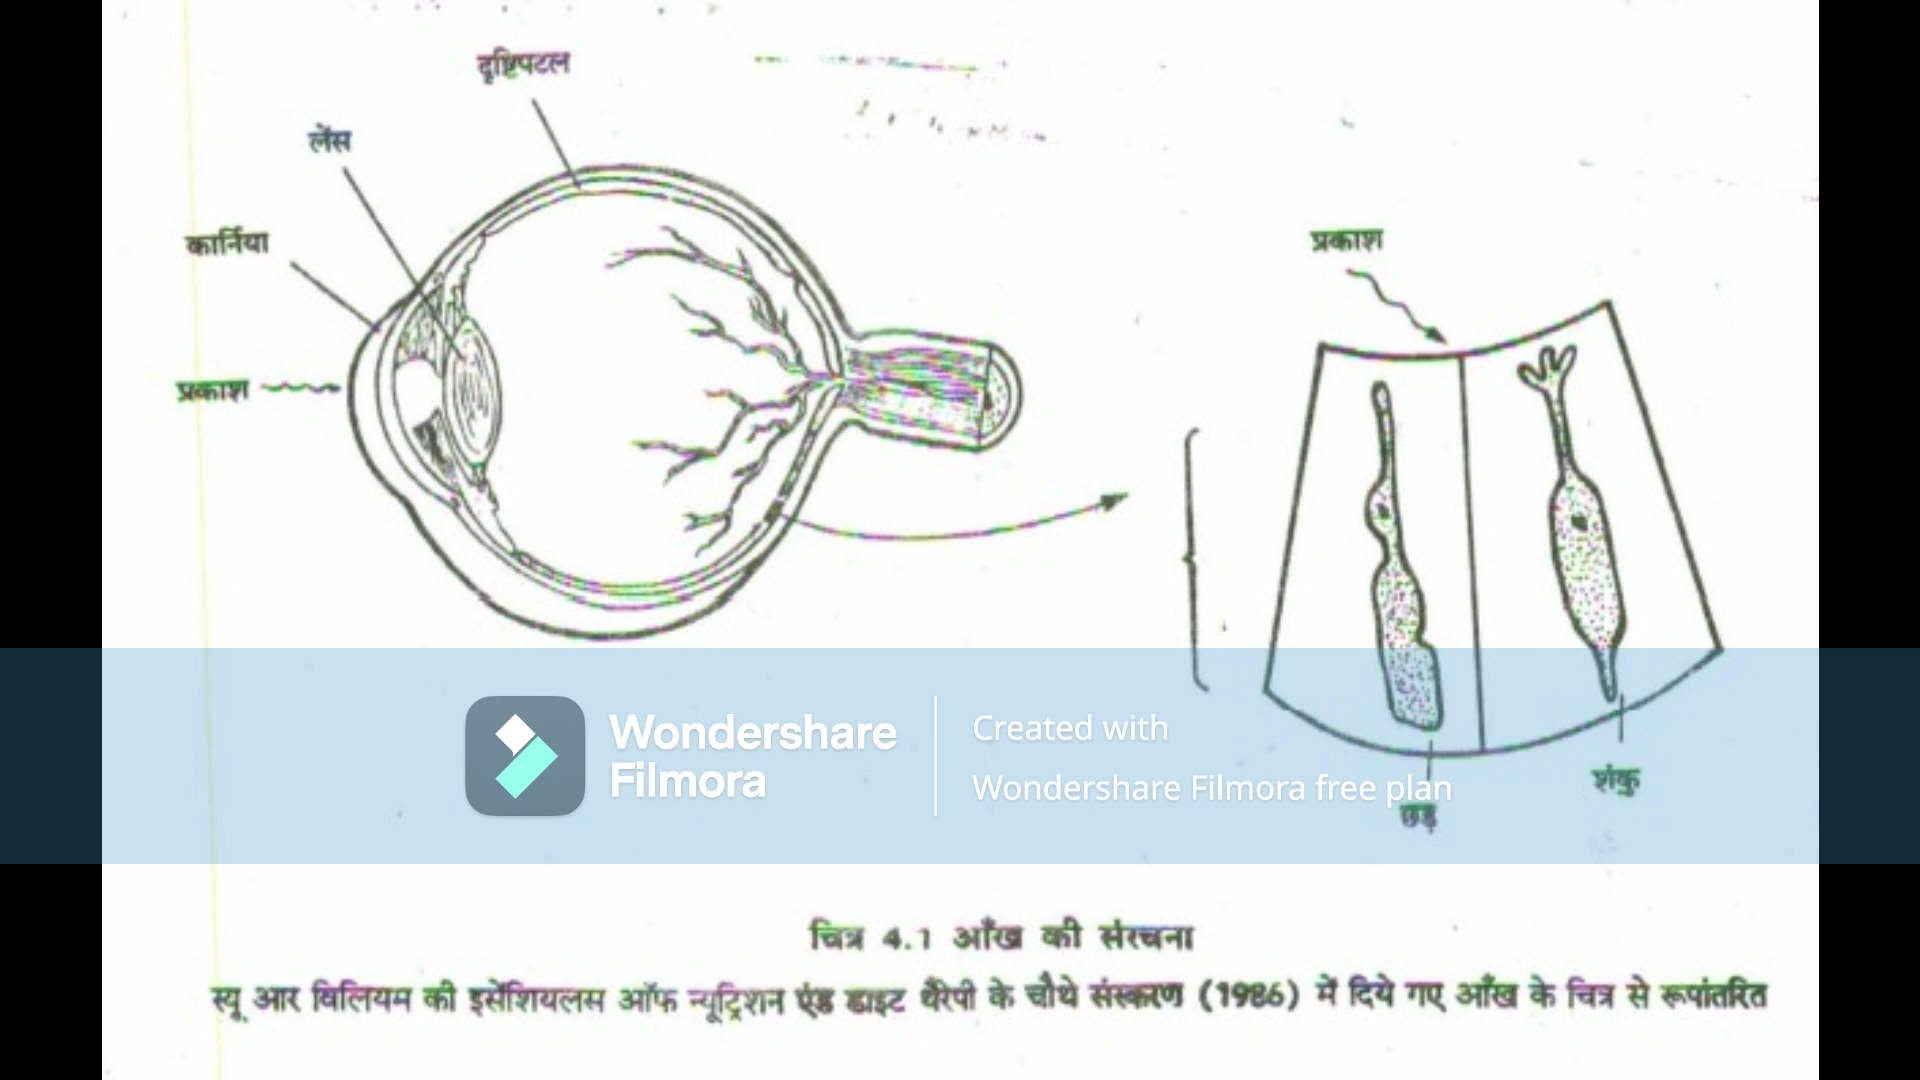 दृष्टिपटल
लेंस
कार्निया
प्रकाश
प्रकाश
Wondershare
Filmora
Created with
Wondershare Filmora free plan
शंकु
छड़
चित्र 4.1 आँख की संरचना
स्यू आर विलियम की इसेंशियलस ऑफ न्यूट्रिशन एंड डाइट थैरेपी के चौथे संस्करण (1986) में दिये गए आँख के चित्र से रूपांतरित